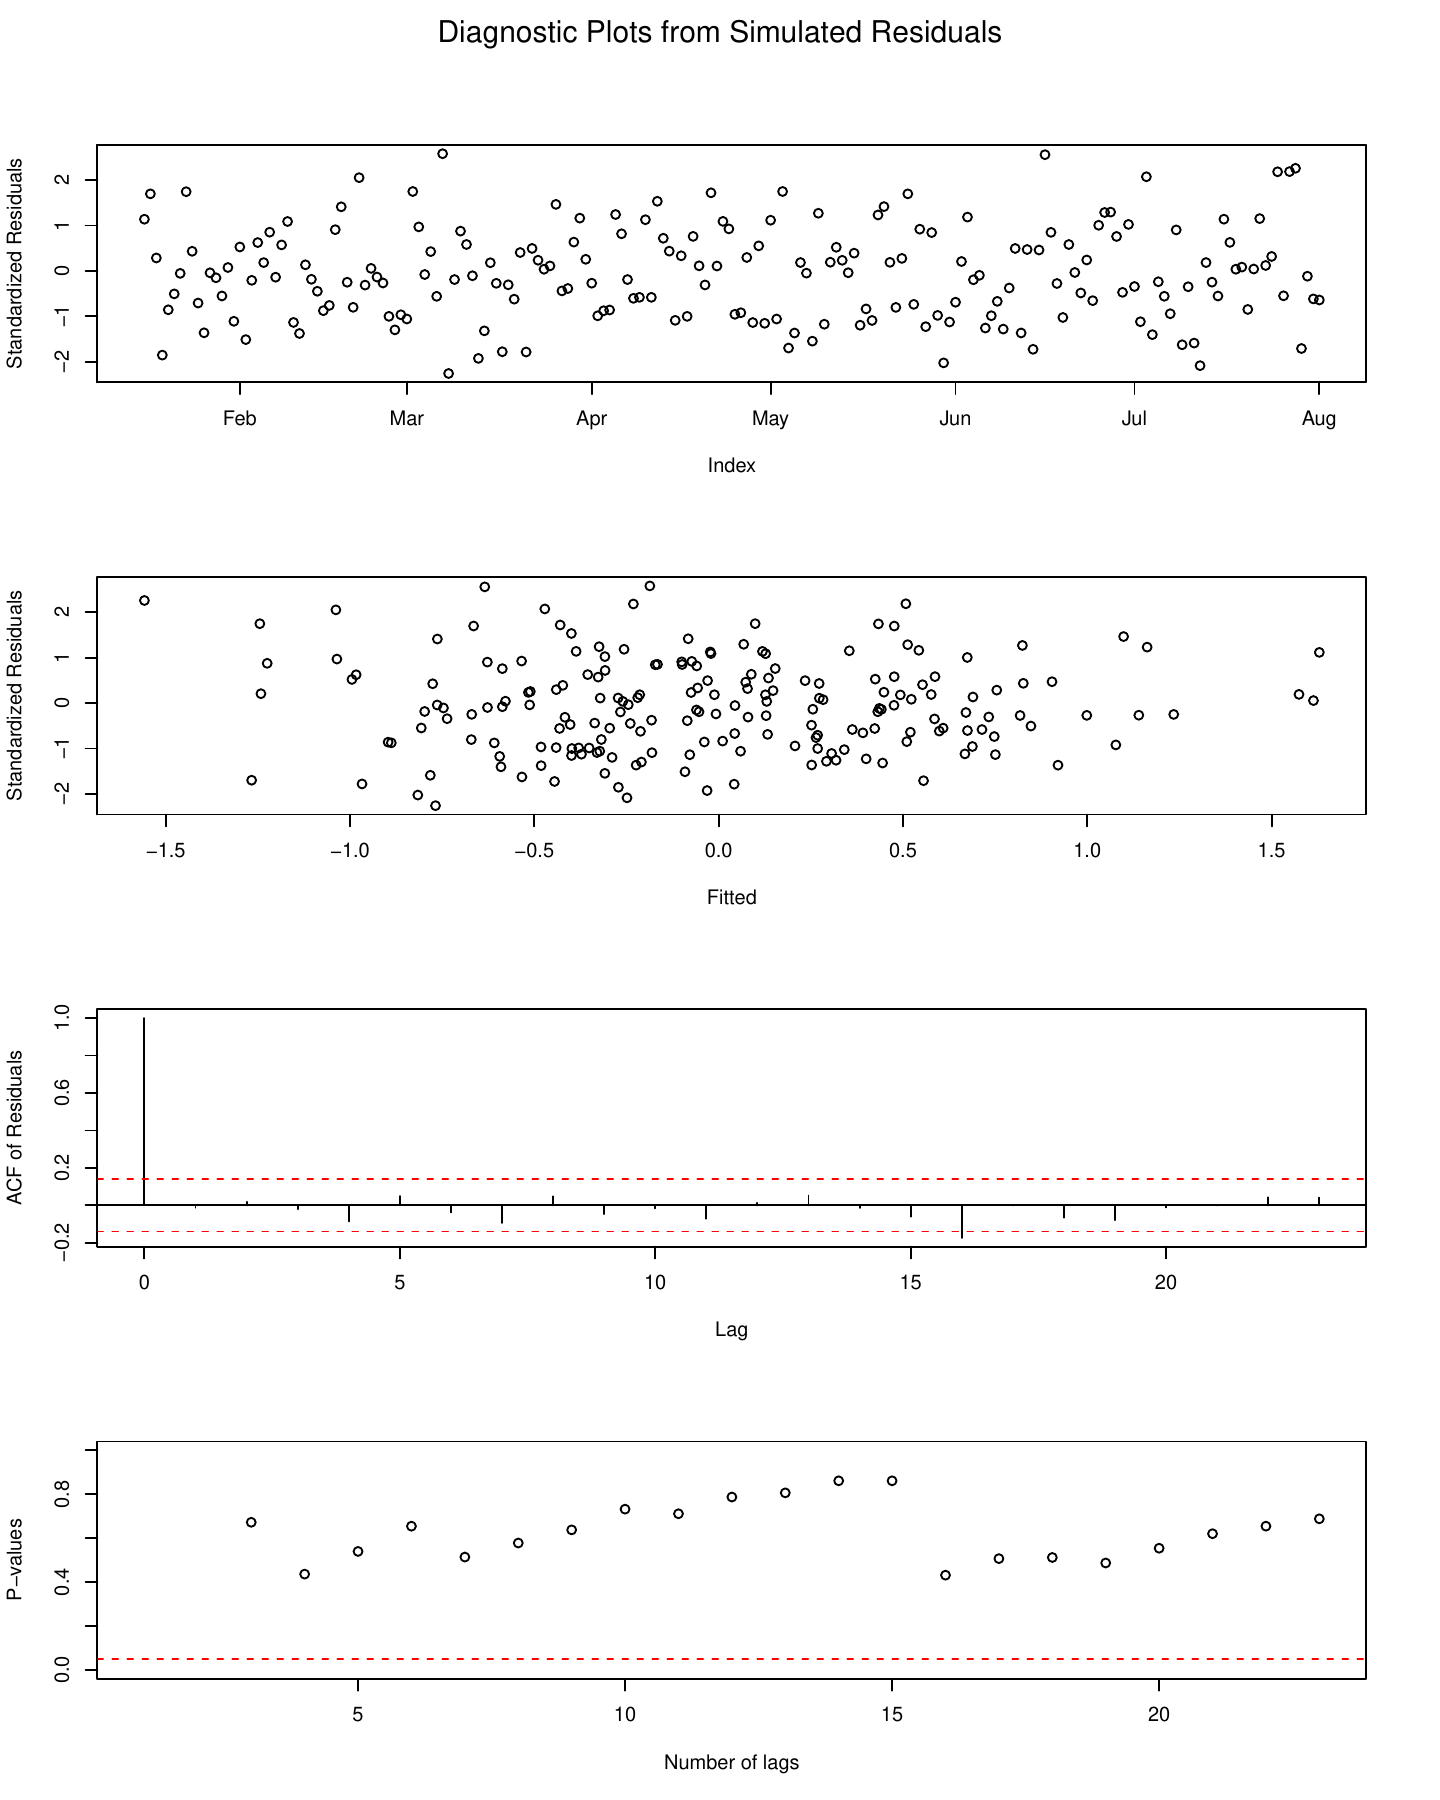 Diagnostic Plots from Simulated Residuals
Standardized Residuals
2
1
0
−1
−2
Feb Mar Apr May Jun Jul Aug
Index
Standardized Residuals
2
1
0
−1
−2
−1.5 −1.0 −0.5 0.0 0.5 1.0 1.5
Fitted
ACF of Residuals
1.0
0.6
0.2
−0.2
0 5 10 15 20
Lag
P−values
0.8
0.4
0.0
5 10 15 20
Number of lags